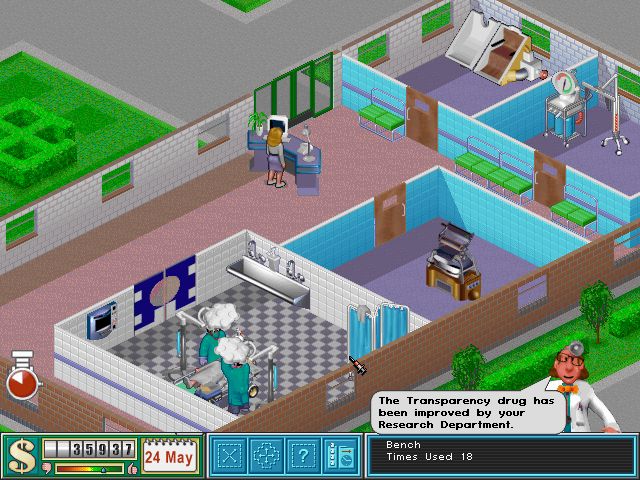 The Transparency drug has
been improved by your
Research Department.
$
35937
24 May
?
Bench
Times Used 18